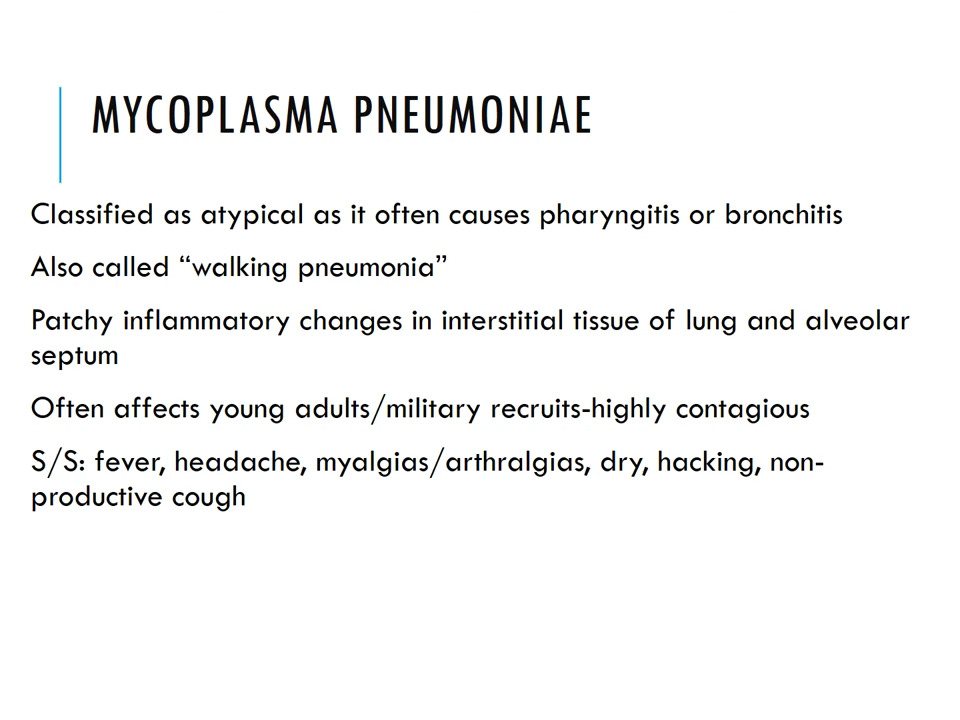 MYCOPLASMA PNEUMONIAE
Classified as atypical as it often causes pharyngitis or bronchitis
Also called “walking pneumonia”
Patchy inflammatory changes in interstitial tissue of lung and alveolar
septum
Often affects young adults/military recruits-highly contagious
S/S: fever, headache, myalgias/arthralgias, dry, hacking, non-
productive cough